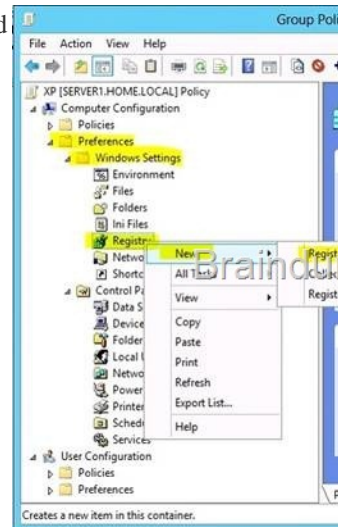 d
Group Poli
File Action View Help
XP [SERVER1.HOME.LOCAL] Policy
Computer Configuration
Policies
Preferences
Windows Settings
Environment
Files
Folders
Ini Files
Registry
Netwo
Shortc
Control Pa
Data S
Device
Folder
Local U
Netwo
Power
Printer
Schedu
Services
User Configuration
Policies
Preferences
New
All Tasks
View
Copy
Paste
Print
Refresh
Export List...
Help
Regist
Collec
Regist
Braindu
P
Creates a new item in this container.